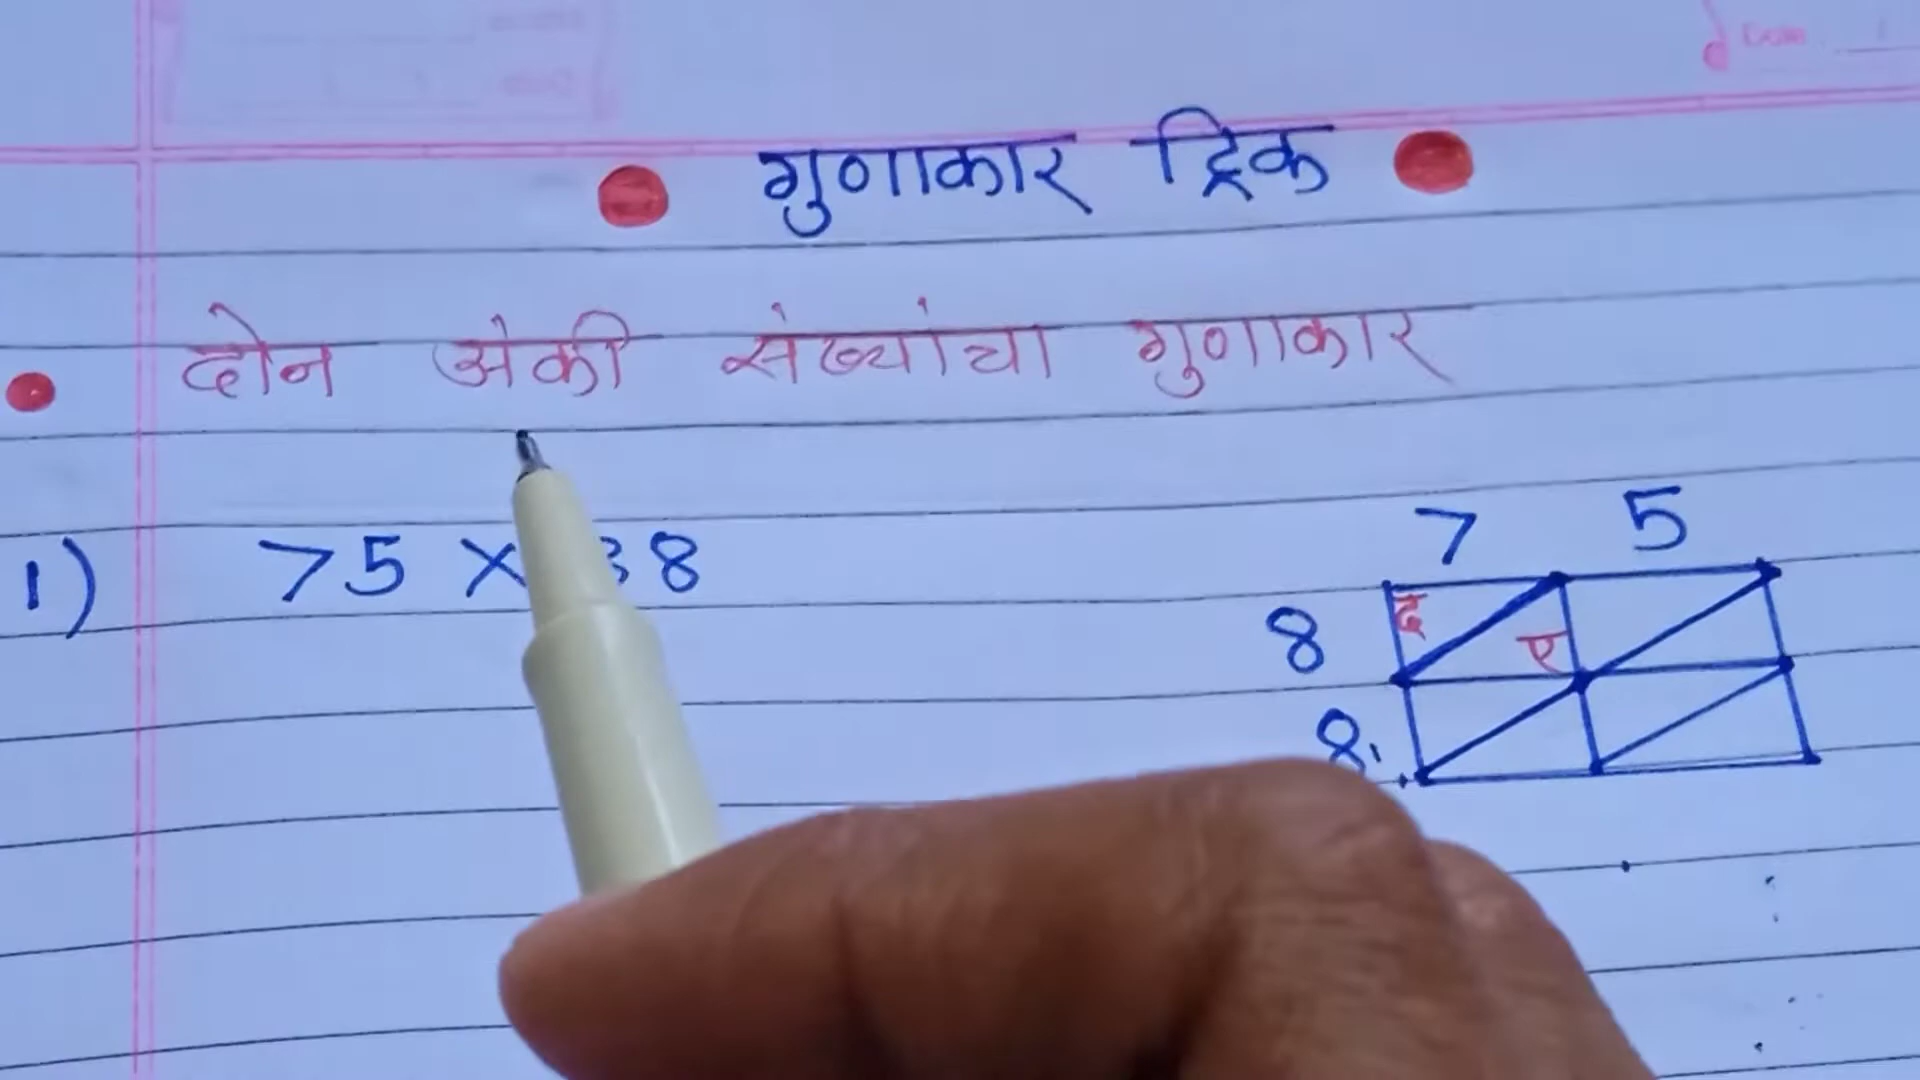 गुणाकार ट्रिक
दोन अंकी संख्यांचा गुणाकार
1) 75 × 88
7 5
8 द ए
8